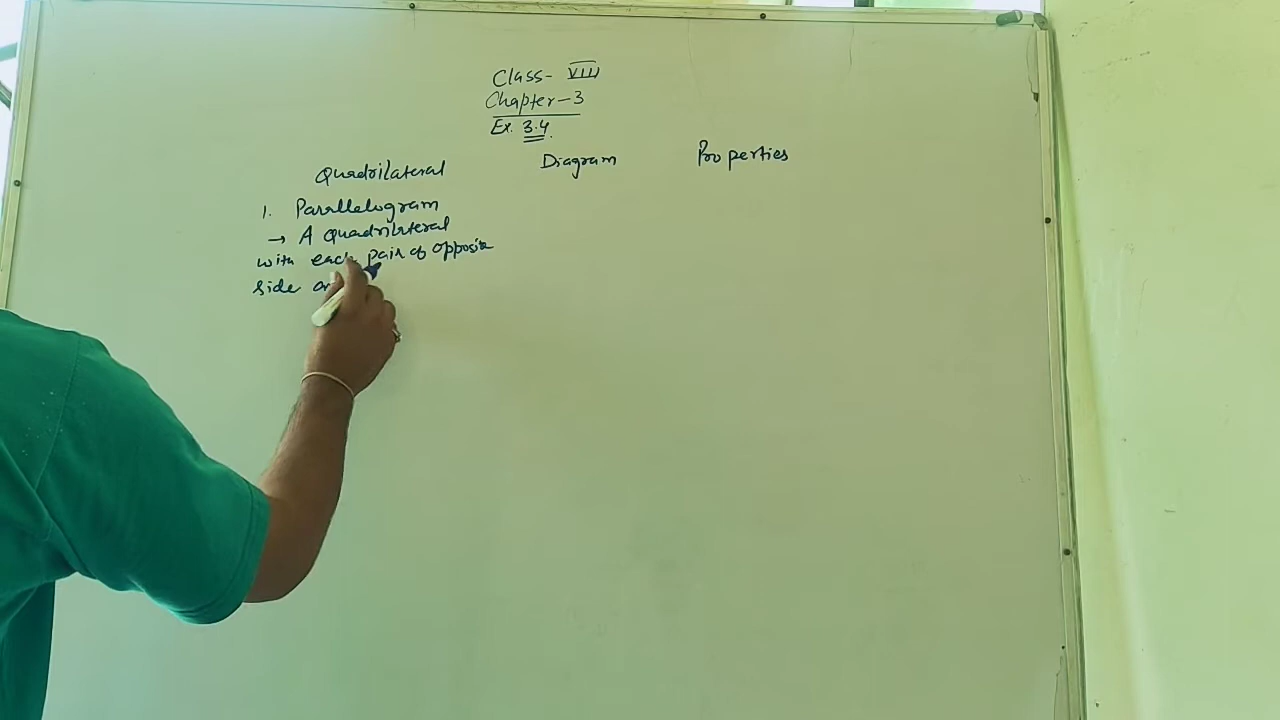 Class- VIII
Chapter-3
Ex. 3.4.
Quadrilateral Diagram Properties
1. Parallelogram
→ A Quadrilateral
with each pair of opposite
side